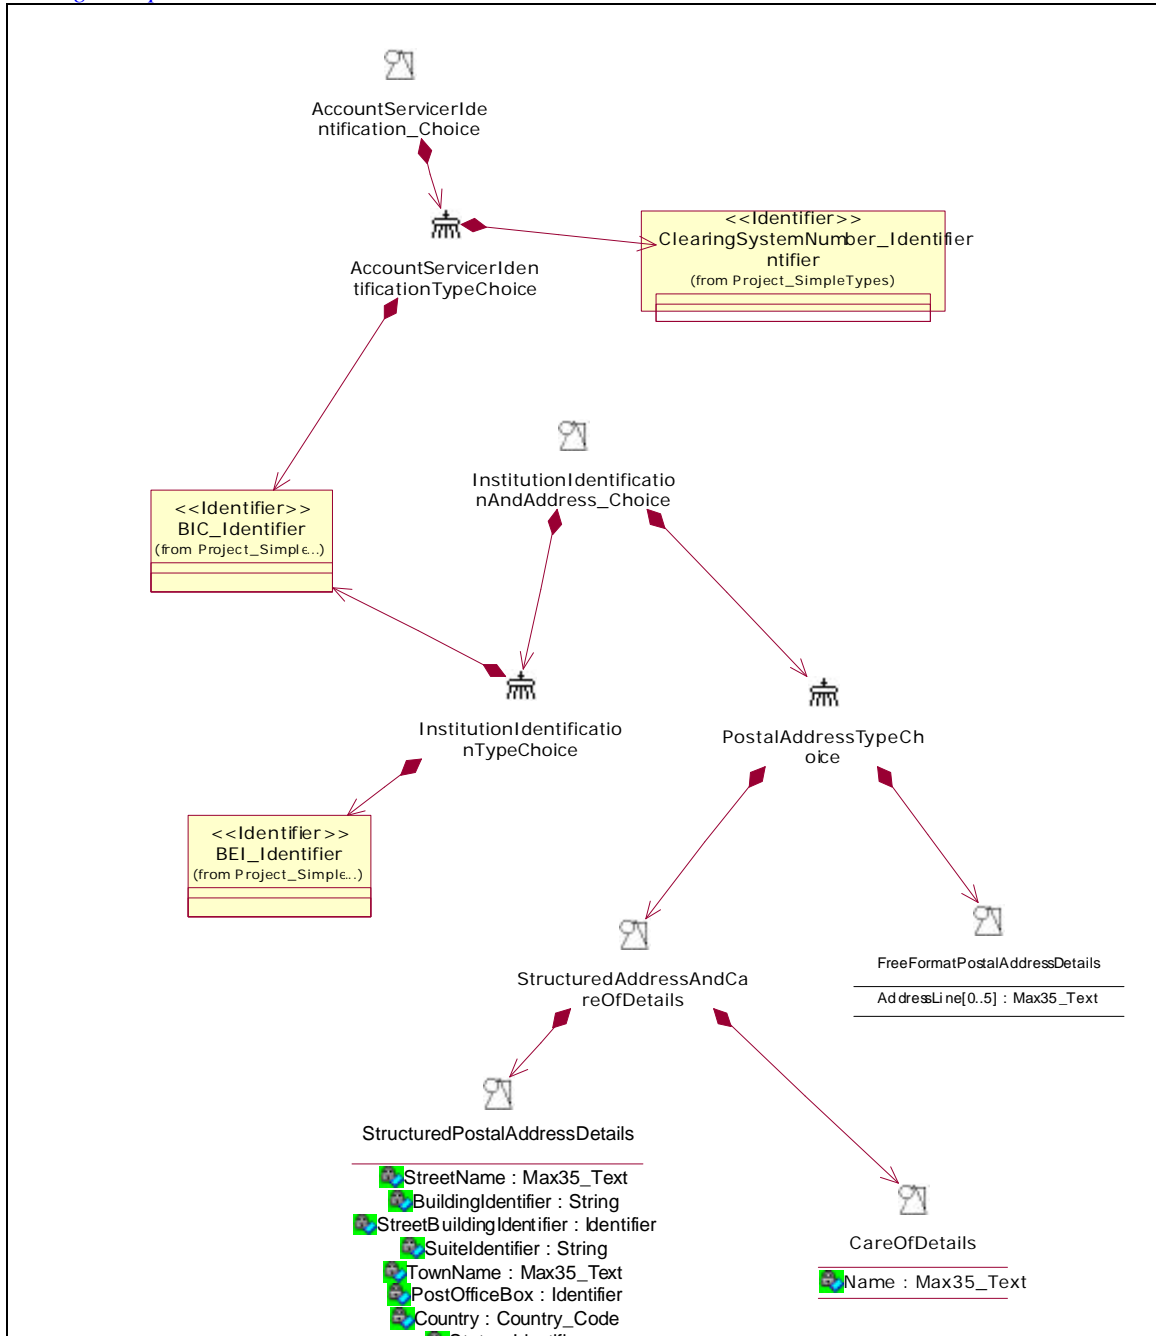 AccountServicerIde
ntification_Choice
<<Identifier>>
ClearingSystemNumber_Identifier
ntifier
(from Project_SimpleTypes)
AccountServicerIden
tificationTypeChoice
InstitutionIdentificatio
nAndAddress_Choice
<<Identifier>>
BIC_Identifier
(from Project_Simple...)
InstitutionIdentificatio
nTypeChoice
PostalAddressTypeCh
oice
<<Identifier>>
BEI_Identifier
(from Project_Simple...)
StructuredAddressAndCa
reOfDetails
FreeFormatPostalAddressDetails
AddressLine[0..5] : Max35_Text
StructuredPostalAddressDetails
StreetName : Max35_Text
BuildingIdentifier : String
StreetBuildingIdentifier : Identifier
SuiteIdentifier : String
TownName : Max35_Text
PostOfficeBox : Identifier
Country : Country_Code
CareOfDetails
Name : Max35_Text